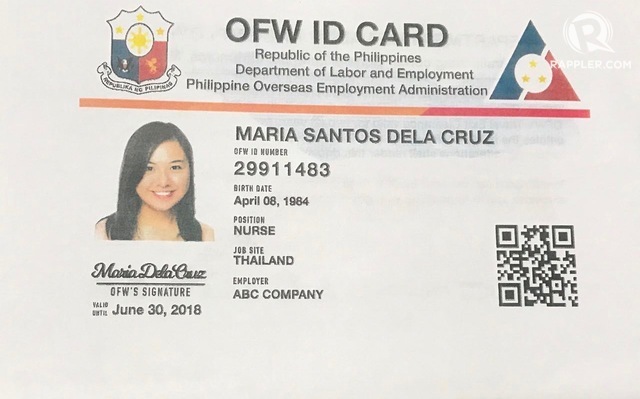 OFW ID CARD
Republic of the Philippines
Department of Labor and Employment
Philippine Overseas Employment Administration
REPUBLIKA NG PILIPINAS
R
RAPPLER.COM
MARIA SANTOS DELA CRUZ
OFW ID NUMBER
29911483
BIRTH DATE
April 08, 1984
POSITION
NURSE
JOB SITE
THAILAND
EMPLOYER
ABC COMPANY
Maria Dela Cruz
OFW'S SIGNATURE
VALID UNTIL June 30, 2018